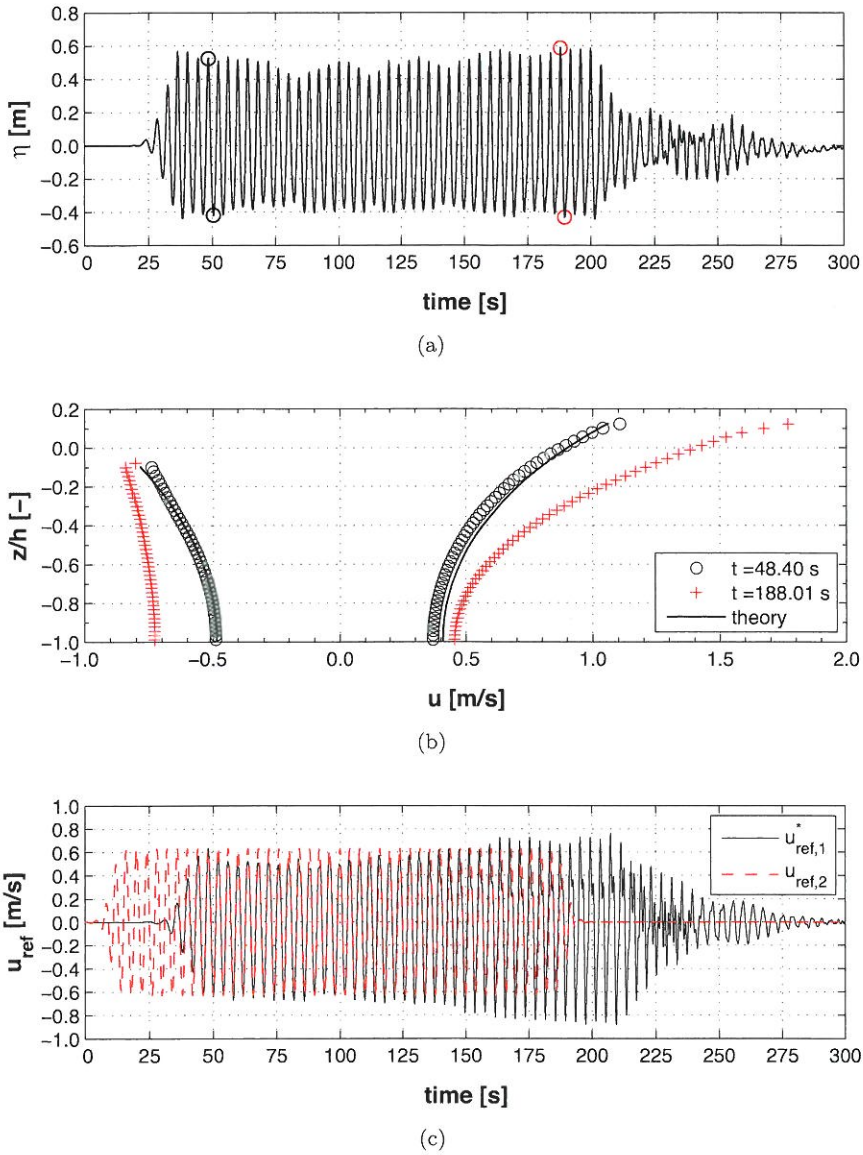 0.8
0.6
0.4
0.2
0.0
−0.2
−0.4
−0.6
η [m]
0 25 50 75 100 125 150 175 200 225 250 275 300
time [s]
(a)
0.2
0.0
−0.2
−0.4
−0.6
−0.8
−1.0
z/h [-]
t =48.40 s
t =188.01 s
theory
−1.0 −0.5 0.0 0.5 1.0 1.5 2.0
u [m/s]
(b)
1.0
0.8
0.6
0.4
0.2
0.0
−0.2
−0.4
−0.6
−0.8
−1.0
u_ref [m/s]
u*_ref,1
u_ref,2
0 25 50 75 100 125 150 175 200 225 250 275 300
time [s]
(c)